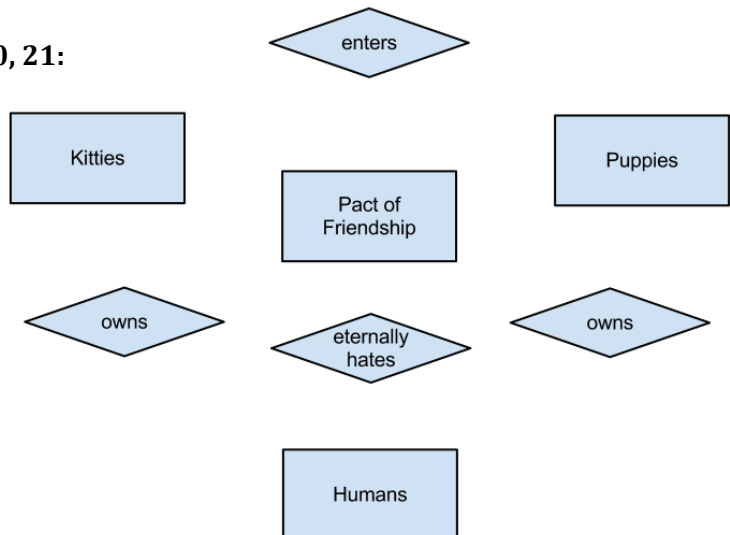 enters
0, 21:
Kitties
Puppies
Pact of
Friendship
owns
eternally
hates
owns
Humans